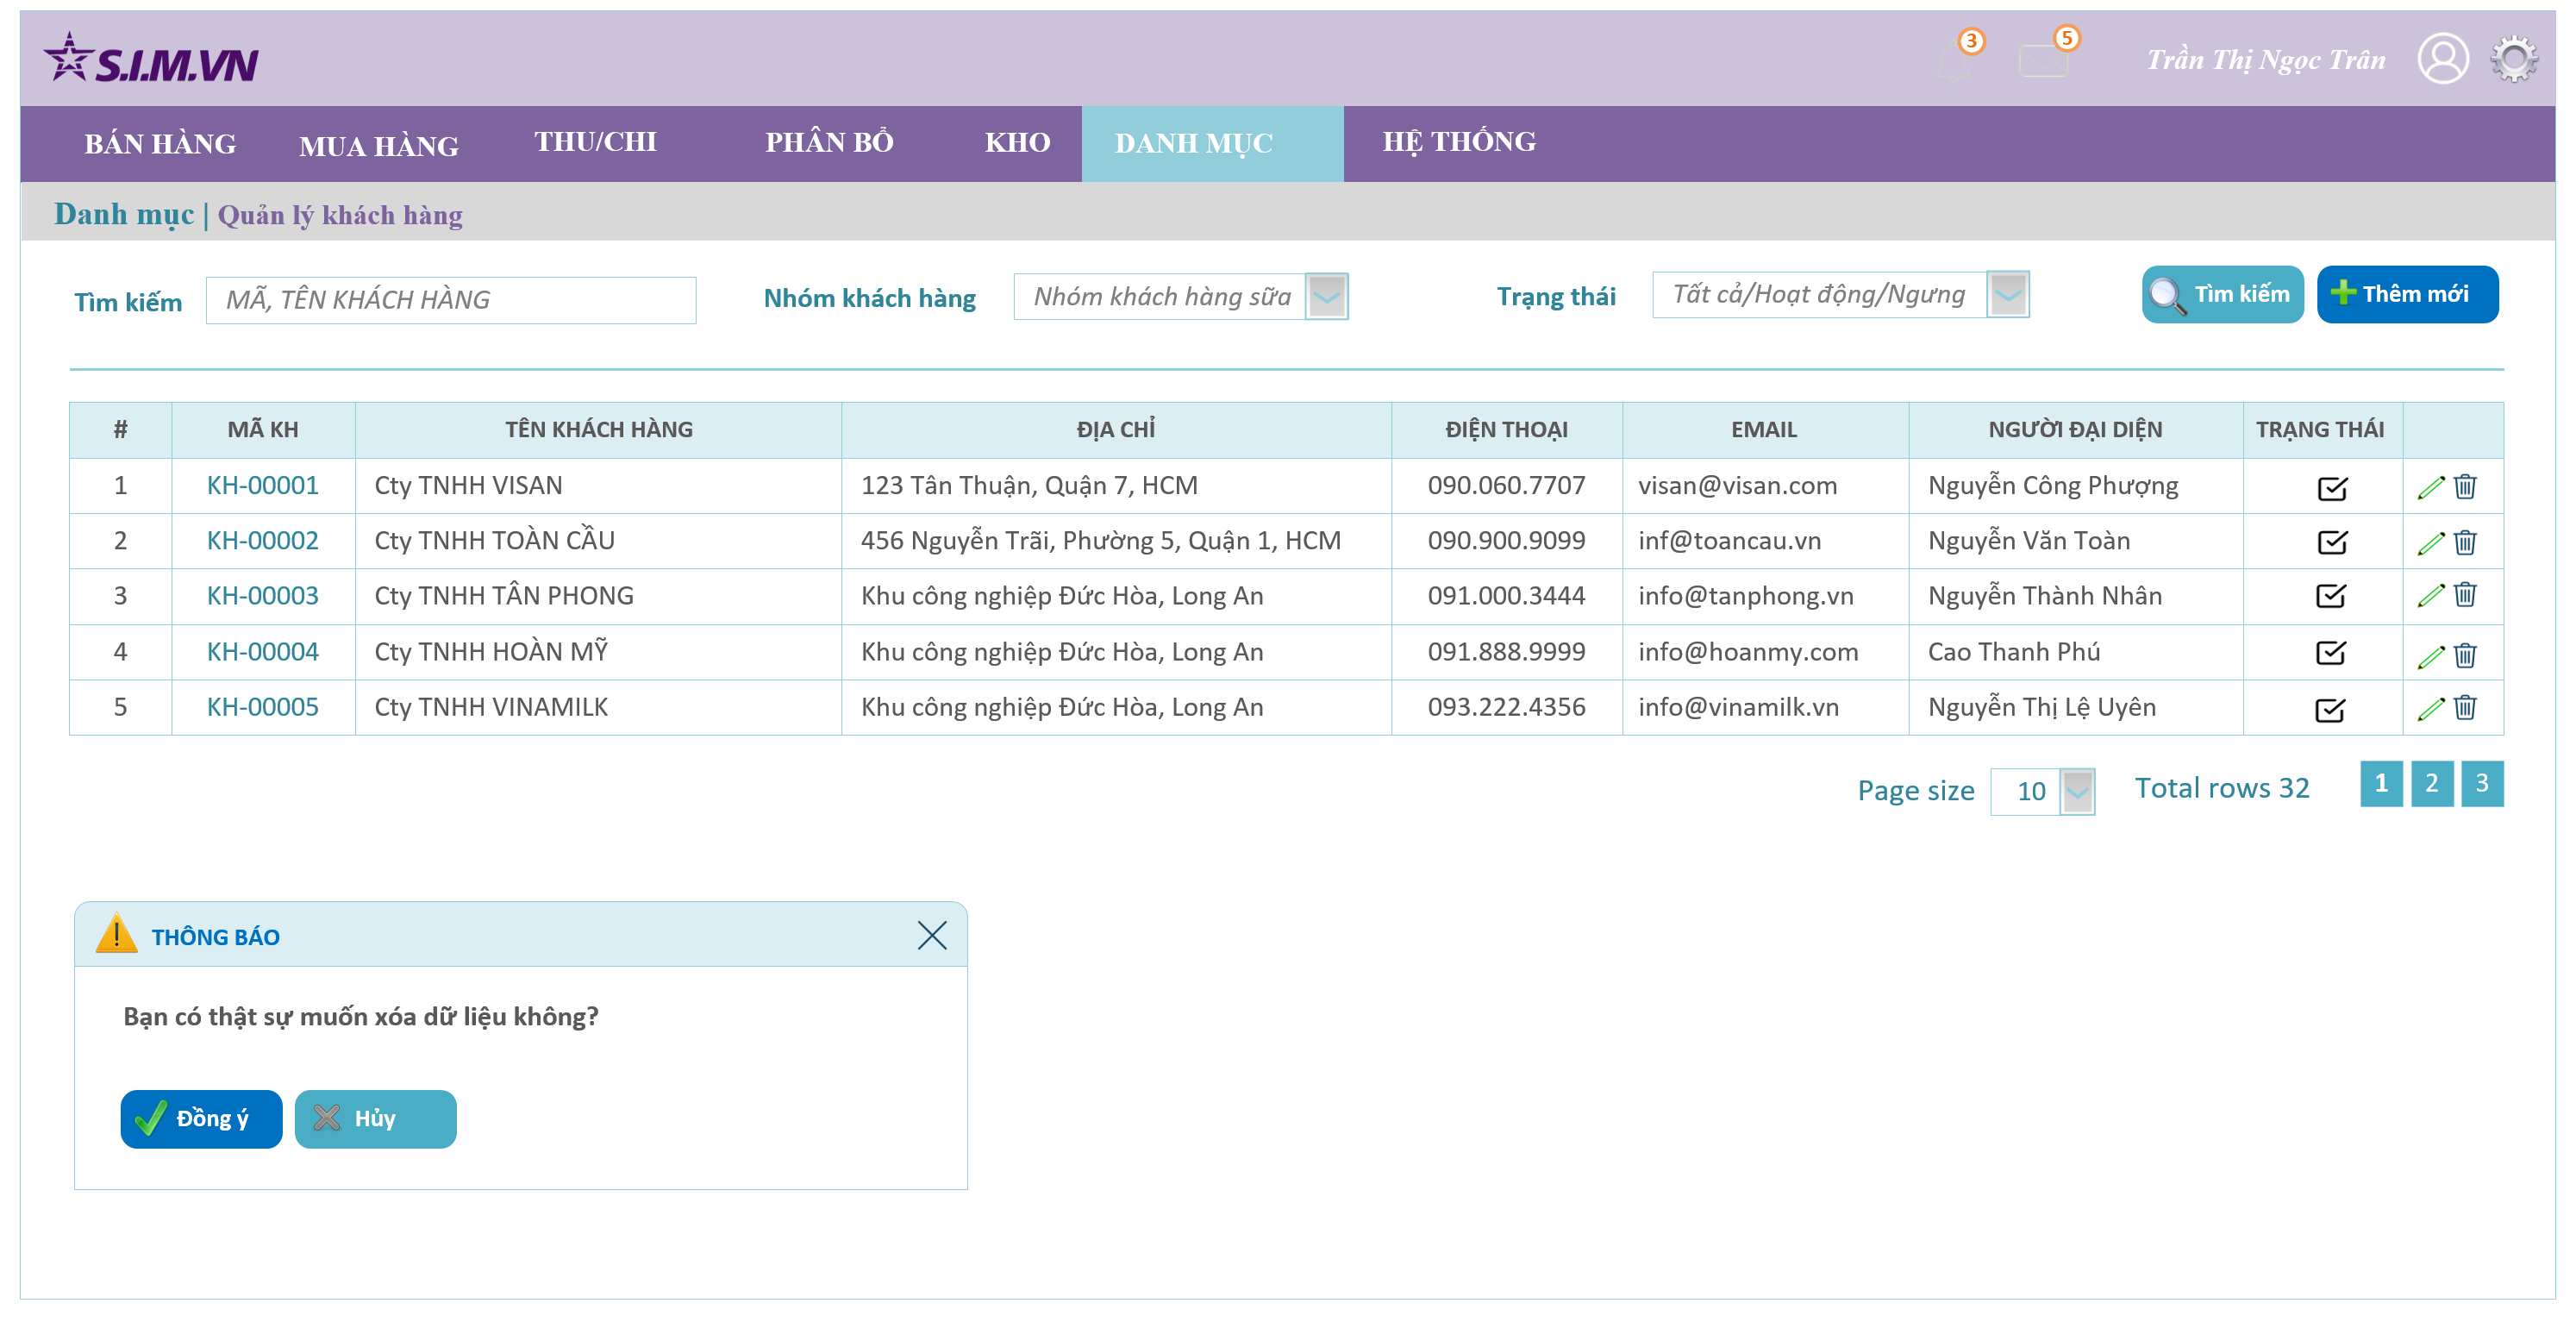 S.I.M.VN
3
5
Trần Thị Ngọc Trân
BÁN HÀNG MUA HÀNG THU/CHI PHÂN BỔ KHO DANH MỤC HỆ THỐNG
Danh mục | Quản lý khách hàng
Tìm kiếm MÃ, TÊN KHÁCH HÀNG Nhóm khách hàng Nhóm khách hàng sữa Trạng thái Tất cả/Hoạt động/Ngưng Tìm kiếm Thêm mới
# MÃ KH TÊN KHÁCH HÀNG ĐỊA CHỈ ĐIỆN THOẠI EMAIL NGƯỜI ĐẠI DIỆN TRẠNG THÁI
1 KH-00001 Cty TNHH VISAN 123 Tân Thuận, Quận 7, HCM 090.060.7707 visan@visan.com Nguyễn Công Phượng
2 KH-00002 Cty TNHH TOÀN CẦU 456 Nguyễn Trãi, Phường 5, Quận 1, HCM 090.900.9099 inf@toancau.vn Nguyễn Văn Toàn
3 KH-00003 Cty TNHH TÂN PHONG Khu công nghiệp Đức Hòa, Long An 091.000.3444 info@tanphong.vn Nguyễn Thành Nhân
4 KH-00004 Cty TNHH HOÀN MỸ Khu công nghiệp Đức Hòa, Long An 091.888.9999 info@hoanmy.com Cao Thanh Phú
5 KH-00005 Cty TNHH VINAMILK Khu công nghiệp Đức Hòa, Long An 093.222.4356 info@vinamilk.vn Nguyễn Thị Lệ Uyên
Page size 10 Total rows 32 1 2 3
THÔNG BÁO
Bạn có thật sự muốn xóa dữ liệu không?
Đồng ý Hủy